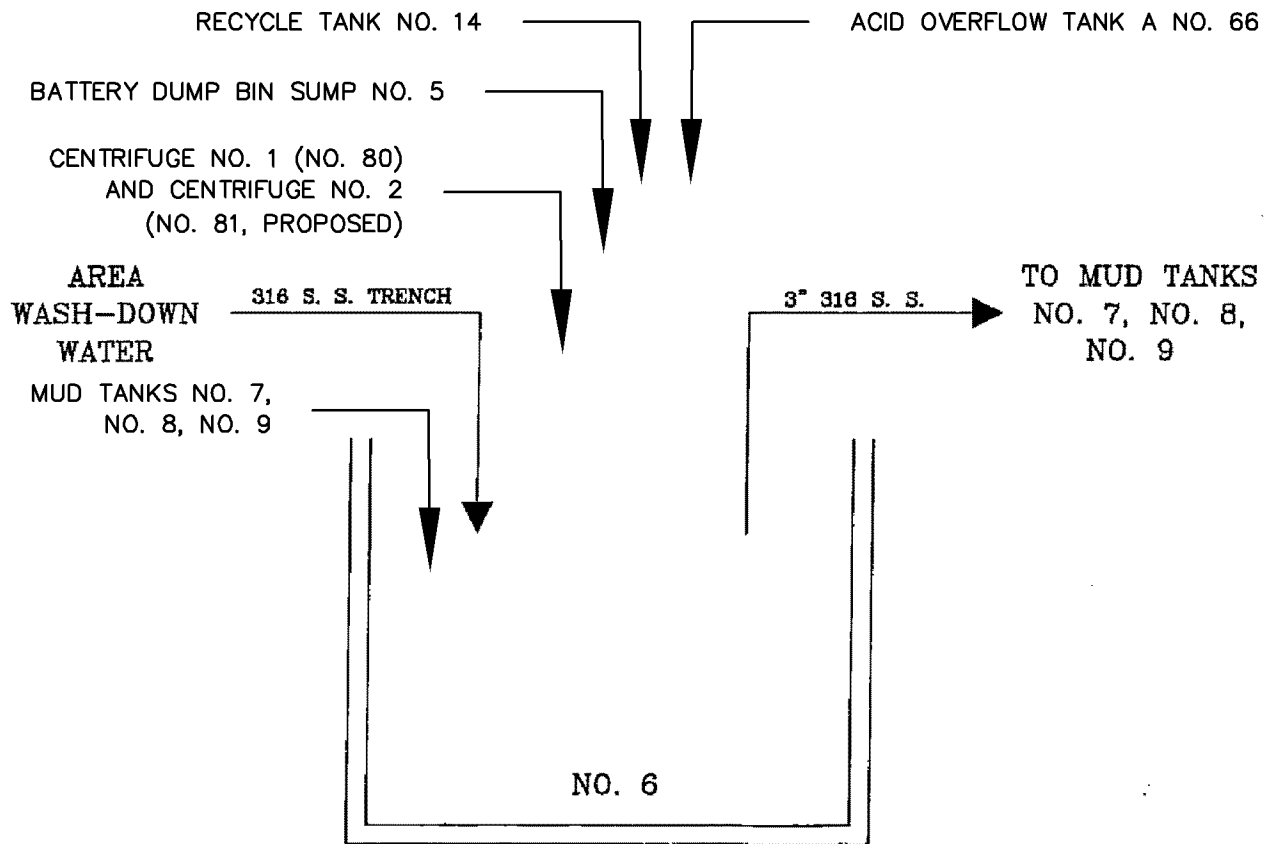 RECYCLE TANK NO. 14
ACID OVERFLOW TANK A NO. 66
BATTERY DUMP BIN SUMP NO. 5
CENTRIFUGE NO. 1 (NO. 80)
AND CENTRIFUGE NO. 2
(NO. 81, PROPOSED)
AREA
WASH-DOWN
WATER
316 S. S. TRENCH
3" 316 S. S.
TO MUD TANKS
NO. 7, NO. 8,
NO. 9
MUD TANKS NO. 7,
NO. 8, NO. 9
NO. 6